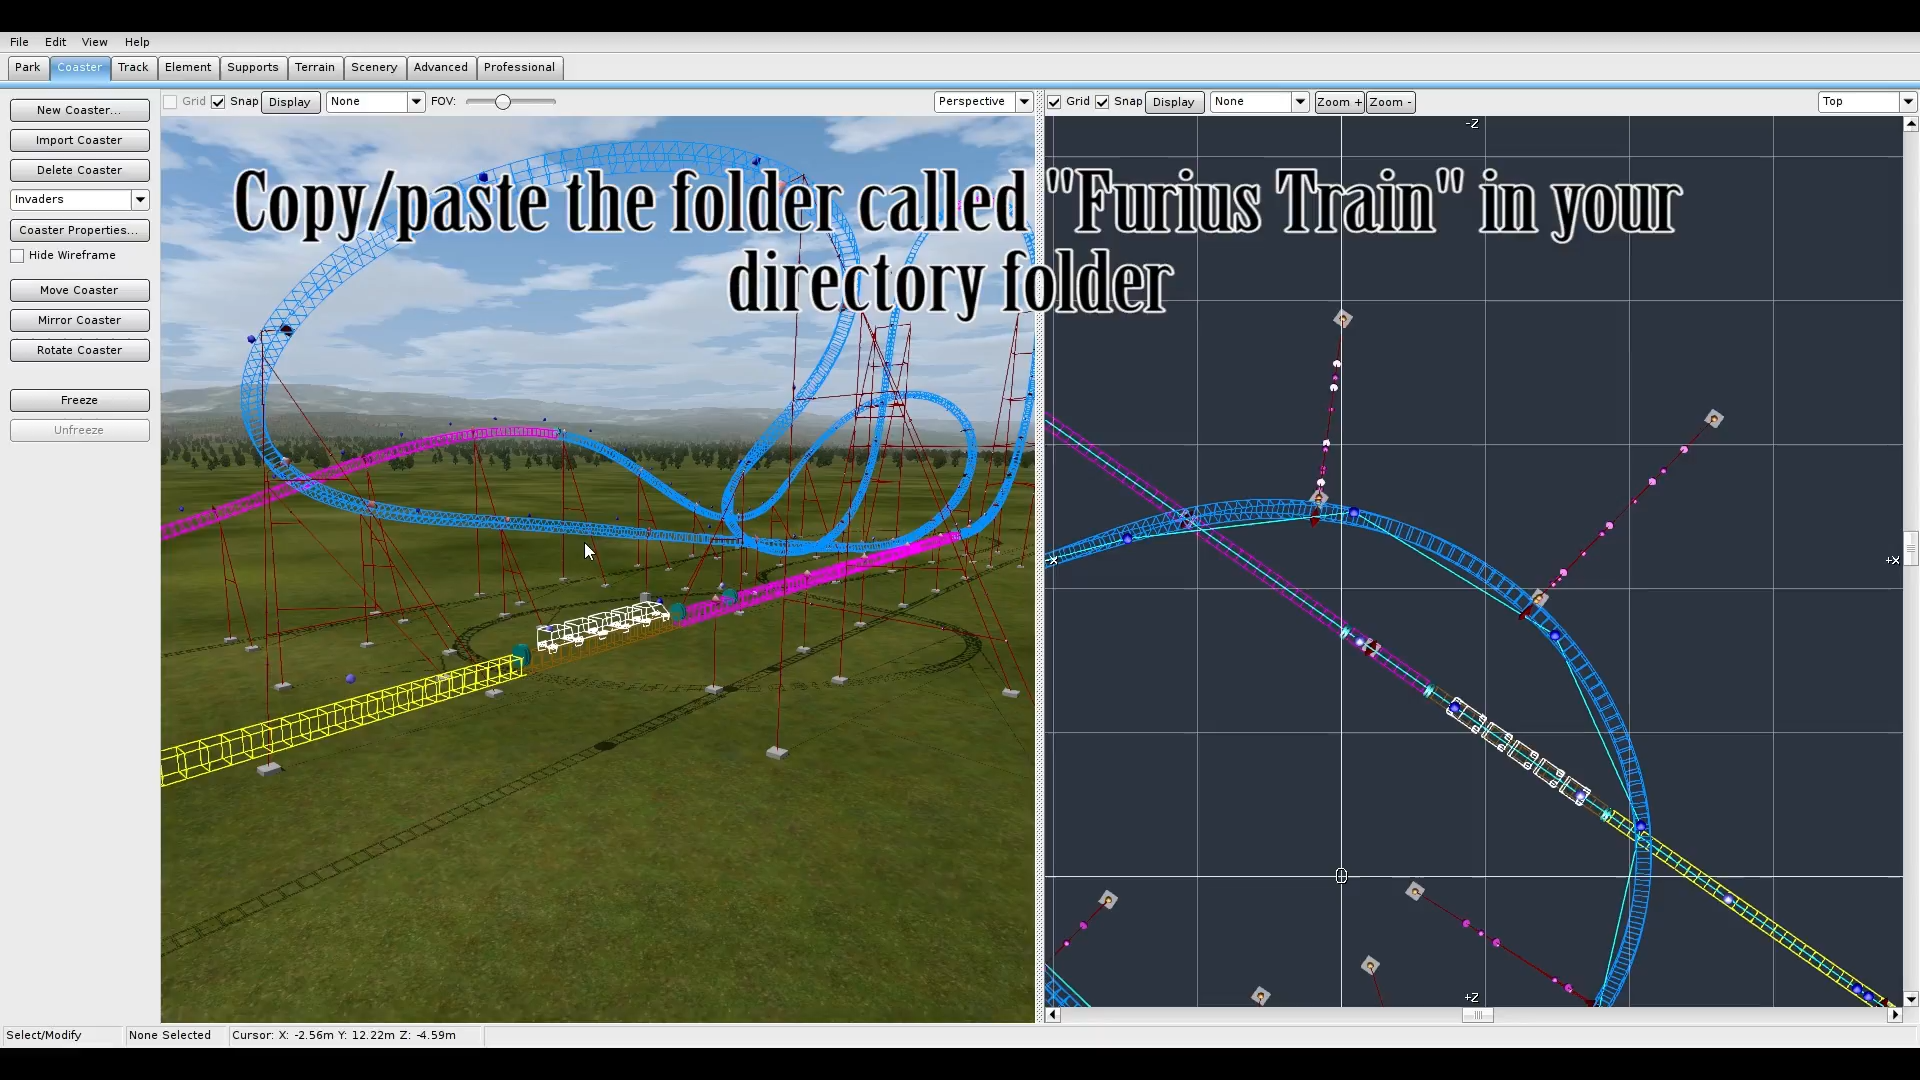 File Edit View Help
Park Coaster Track Element Supports Terrain Scenery Advanced Professional
New Coaster...
Import Coaster
Delete Coaster
Invaders
Coaster Properties...
Hide Wireframe
Move Coaster
Mirror Coaster
Rotate Coaster
Freeze
Unfreeze
Grid Snap Display None FOV: Perspective
Grid Snap Display None Zoom + Zoom - Top
-Z
Copy/paste the folder called "Furius Train" in your
directory folder
-X +X
+Z
Select/Modify None Selected Cursor: X: -2.56m Y: 12.22m Z: -4.59m